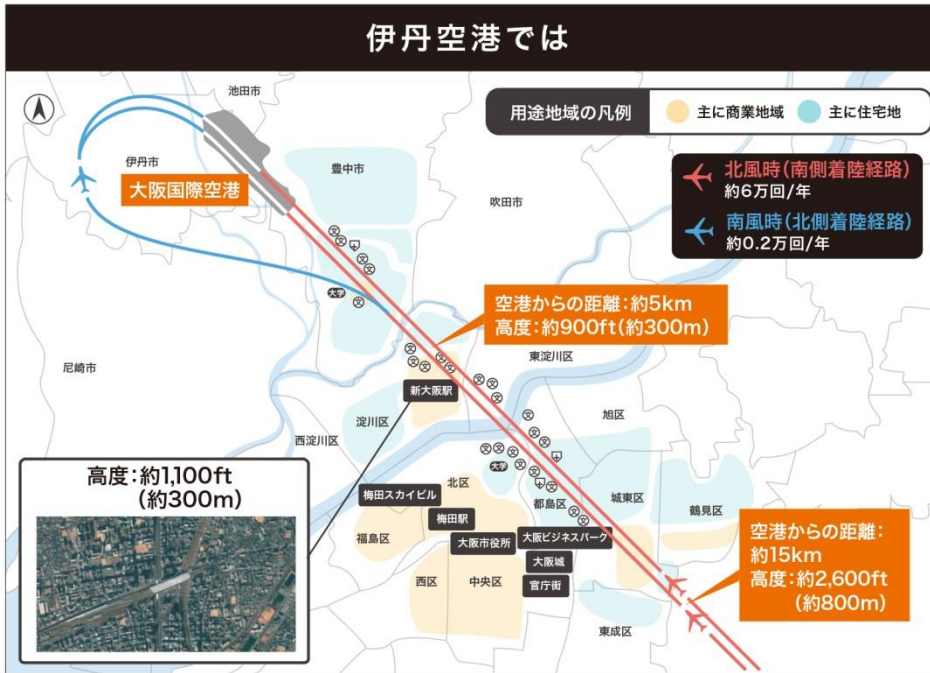 伊丹空港では
池田市
用途地域の凡例
主に商業地域
主に住宅地
伊丹市
大阪国際空港
豊中市
吹田市
北風時(南側着陸経路)
約6万回/年
南風時(北側着陸経路)
約0.2万回/年
大学
空港からの距離:約5km
高度:約900ft(約300m)
尼崎市
東淀川区
新大阪駅
淀川区
西淀川区
旭区
高度:約1,100ft
(約300m)
大学
北区
梅田スカイビル
都島区
城東区
鶴見区
梅田駅
福島区
大阪市役所
大阪ビジネスパーク
大阪城
西区
中央区
官庁街
空港からの距離:
約15km
高度:約2,600ft
(約800m)
東成区